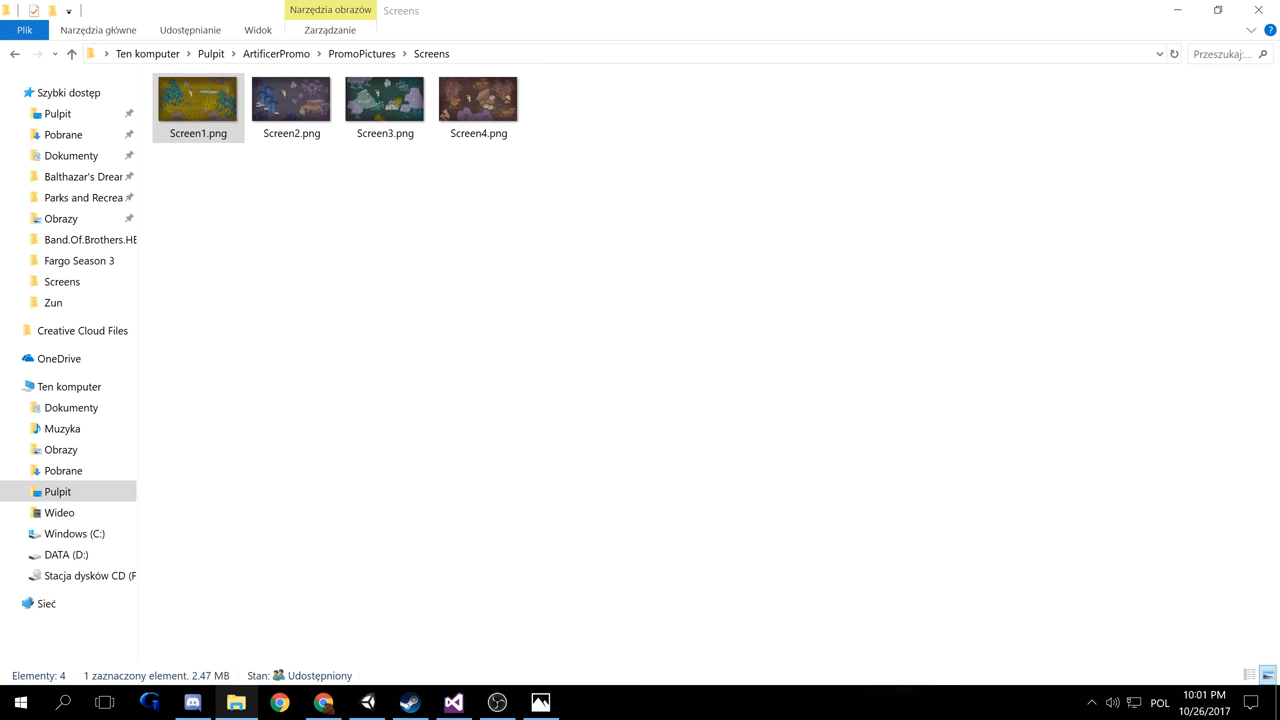 Narzędzia obrazów
Screens
Plik
Narzędzia główne
Udostępnianie
Widok
Zarządzanie
Ten komputer
Pulpit
ArtificerPromo
PromoPictures
Screens
Przeszukaj:...
Szybki dostęp
Pulpit
Pobrane
Dokumenty
Balthazar's Drear
Parks and Recrea
Obrazy
Band.Of.Brothers.HE
Fargo Season 3
Screens
Zun
Creative Cloud Files
OneDrive
Ten komputer
Dokumenty
Muzyka
Obrazy
Pobrane
Pulpit
Wideo
Windows (C:)
DATA (D:)
Stacja dysków CD (F
Sieć
Screen1.png
Screen2.png
Screen3.png
Screen4.png
Elementy: 4
1 zaznaczony element. 2.47 MB
Stan: Udostępniony
POL
10:01 PM
10/26/2017